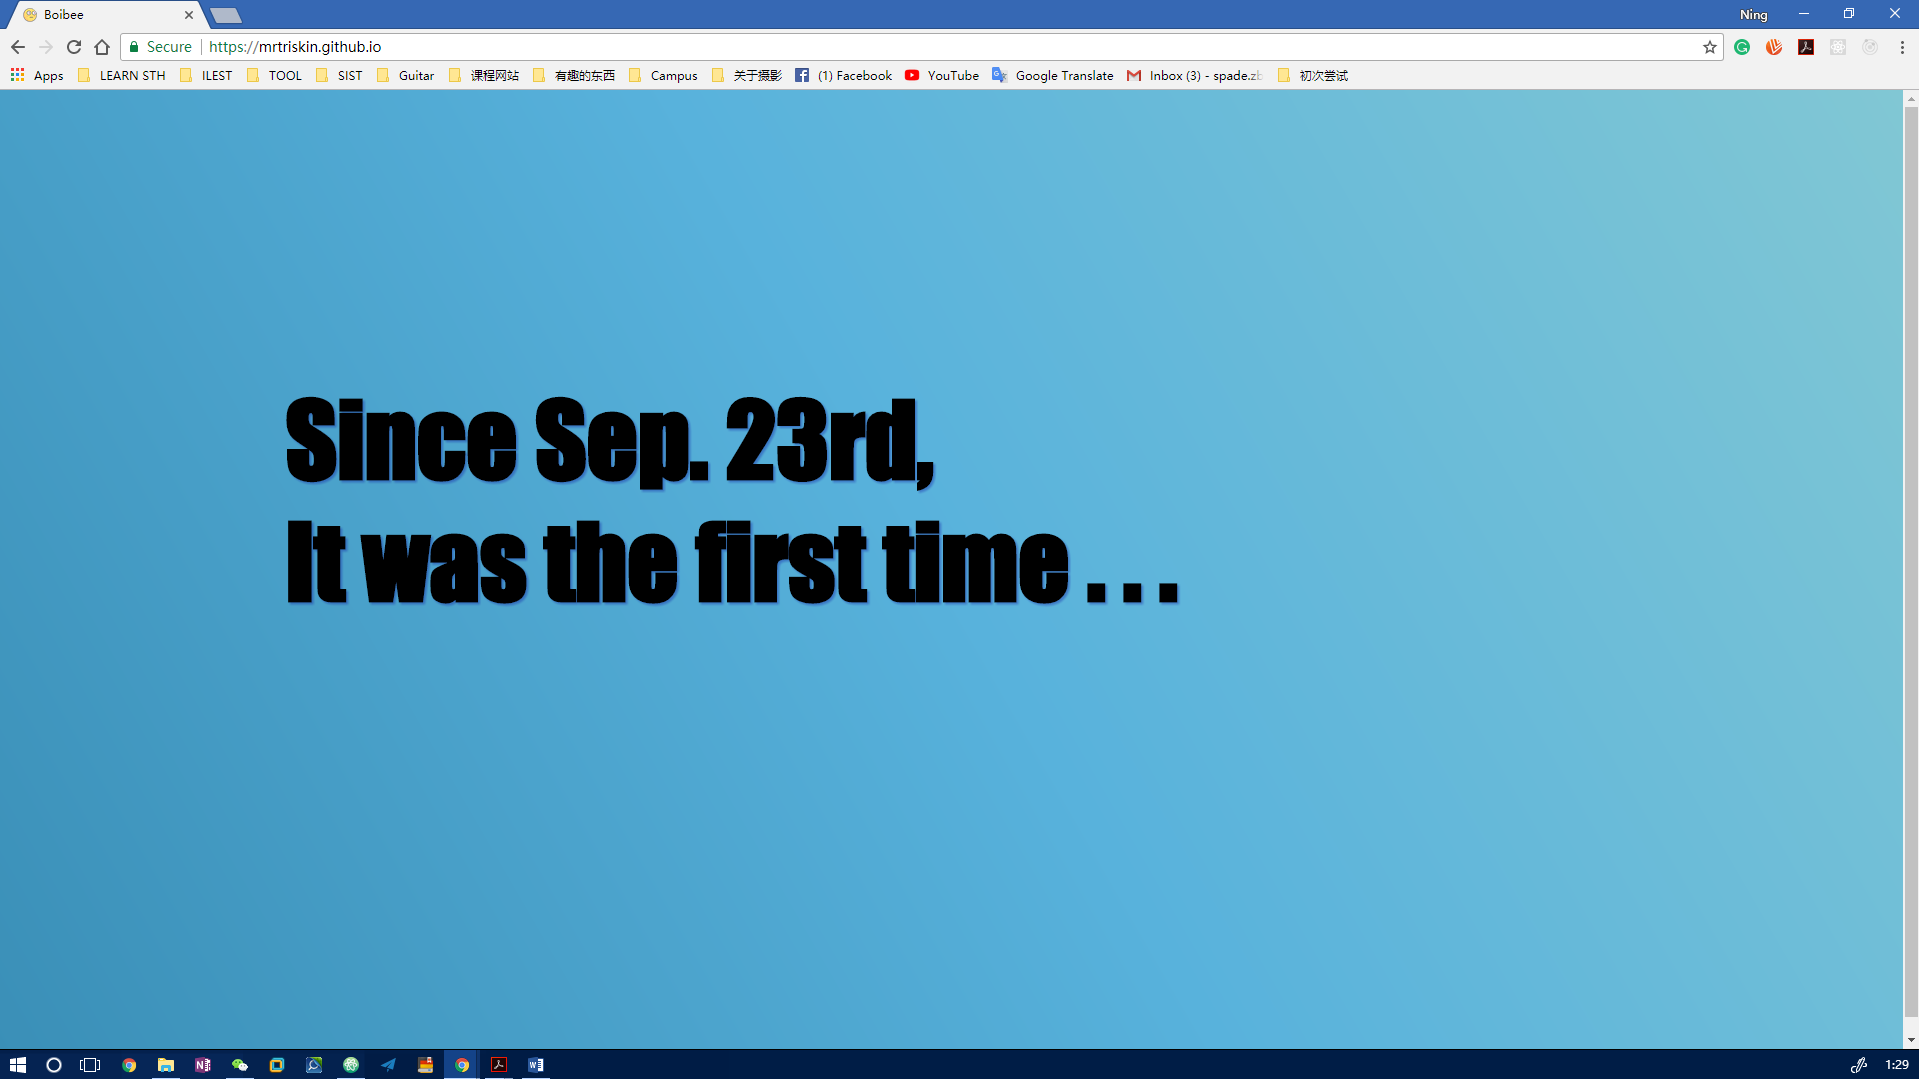 Boibee
Ning
Secure https://mrtriskin.github.io
Apps LEARN STH ILEST TOOL SIST Guitar 课程网站 有趣的东西 Campus 关于摄影 (1) Facebook YouTube Google Translate Inbox (3) - spade.zb 初次尝试
Since Sep. 23rd,
It was the first time . . .
1:29